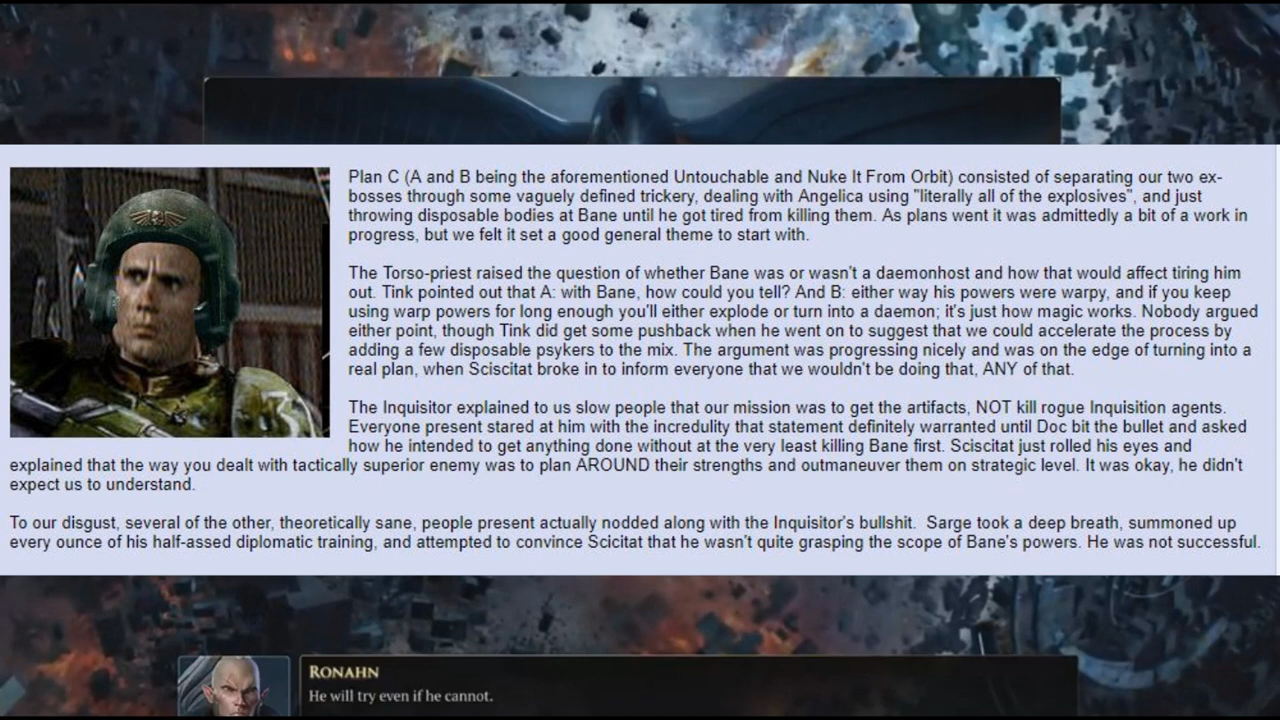 Plan C (A and B being the aforementioned Untouchable and Nuke It From Orbit) consisted of separating our two ex-
bosses through some vaguely defined trickery, dealing with Angelica using "literally all of the explosives", and just
throwing disposable bodies at Bane until he got tired from killing them. As plans went it was admittedly a bit of a work in
progress, but we felt it set a good general theme to start with.
The Torso-priest raised the question of whether Bane was or wasn't a daemonhost and how that would affect tiring him
out. Tink pointed out that A: with Bane, how could you tell? And B: either way his powers were warpy, and if you keep
using warp powers for long enough you'll either explode or turn into a daemon; it's just how magic works. Nobody argued
either point, though Tink did get some pushback when he went on to suggest that we could accelerate the process by
adding a few disposable psykers to the mix. The argument was progressing nicely and was on the edge of turning into a
real plan, when Sciscitat broke in to inform everyone that we wouldn't be doing that, ANY of that.
The Inquisitor explained to us slow people that our mission was to get the artifacts, NOT kill rogue Inquisition agents.
Everyone present stared at him with the incredulity that statement definitely warranted until Doc bit the bullet and asked
how he intended to get anything done without at the very least killing Bane first. Sciscitat just rolled his eyes and
explained that the way you dealt with tactically superior enemy was to plan AROUND their strengths and outmaneuver them on strategic level. It was okay, he didn't
expect us to understand.
To our disgust, several of the other, theoretically sane, people present actually nodded along with the Inquisitor's bullshit.  Sarge took a deep breath, summoned up
every ounce of his half-assed diplomatic training, and attempted to convince Scicitat that he wasn't quite grasping the scope of Bane's powers. He was not successful.
RONAHN
He will try even if he cannot.